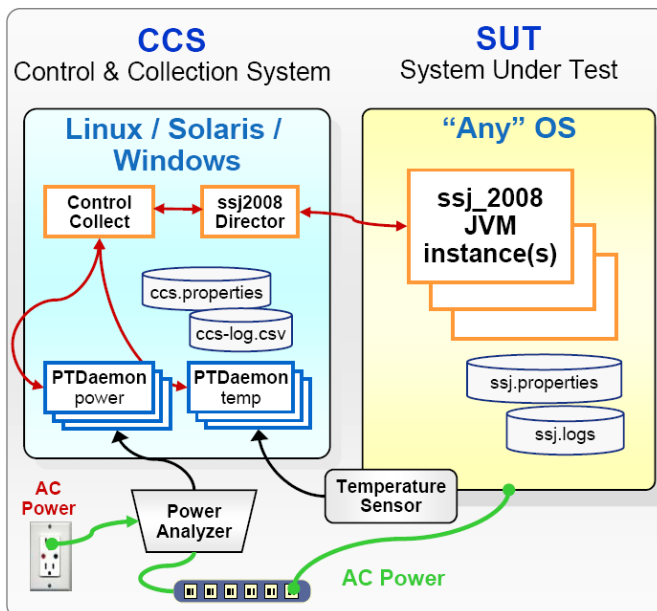 CCS
Control & Collection System
SUT
System Under Test
Linux / Solaris /
Windows
"Any" OS
Control
Collect
ssj2008
Director
ssj_2008
JVM
instance(s)
ccs.properties
ccs-log.csv
PTDaemon
power
PTDaemon
temp
ssj.properties
ssj.logs
AC
Power
Power
Analyzer
Temperature
Sensor
AC Power